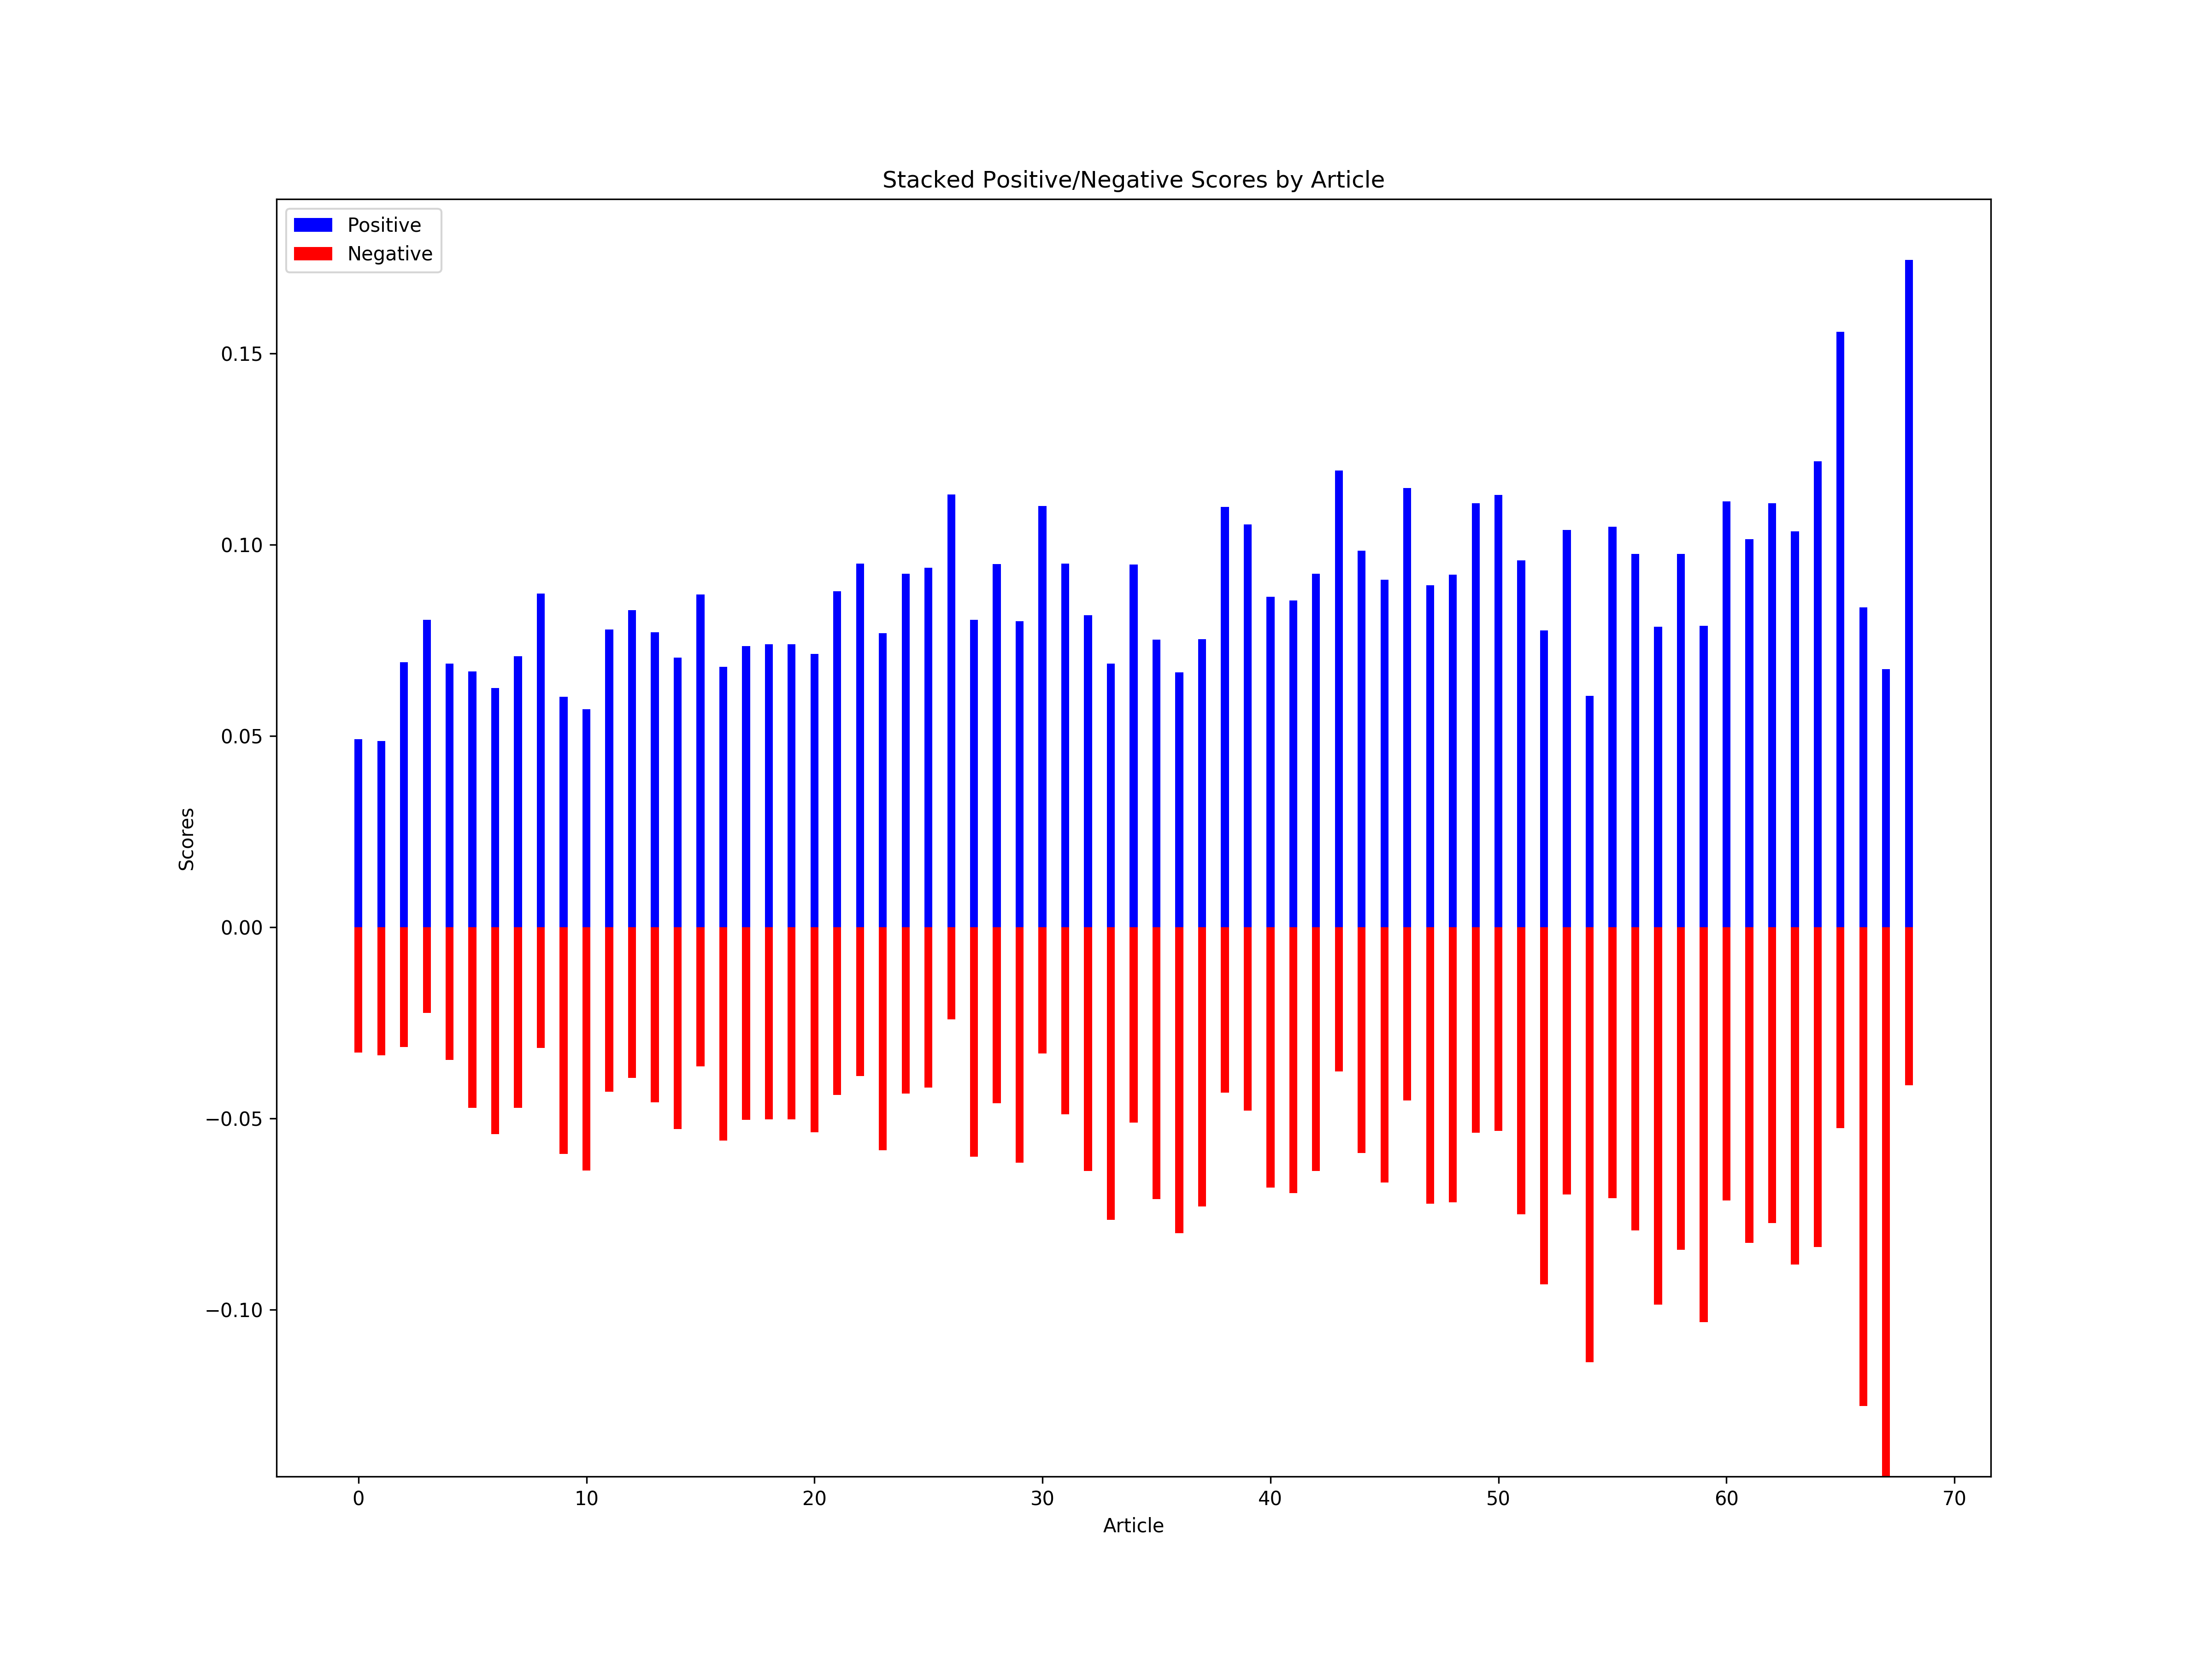 Stacked Positive/Negative Scores by Article
Positive
Negative
0.15
0.10
0.05
0.00
−0.05
−0.10
Scores
0 10 20 30 40 50 60 70
Article